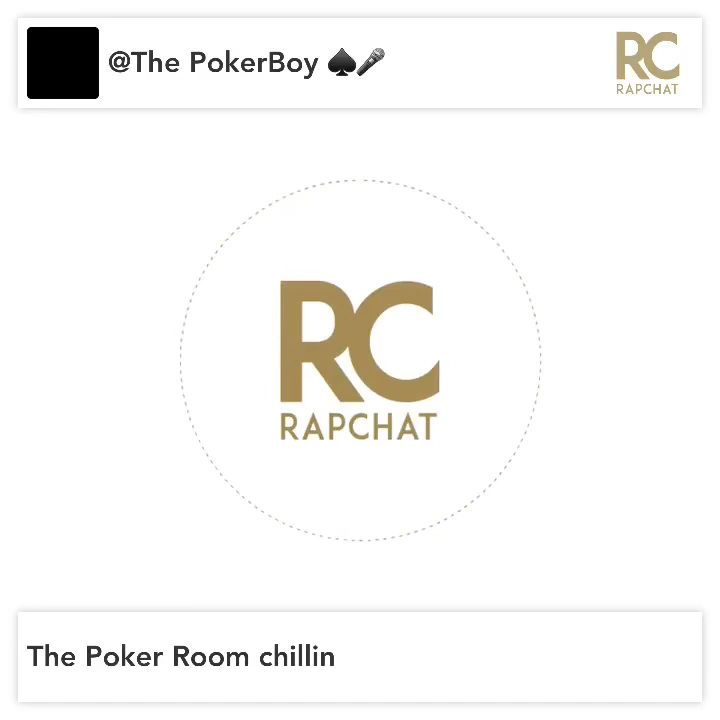 @The PokerBoy ♠️🎤
RC
RAPCHAT
RC
RAPCHAT
The Poker Room chillin